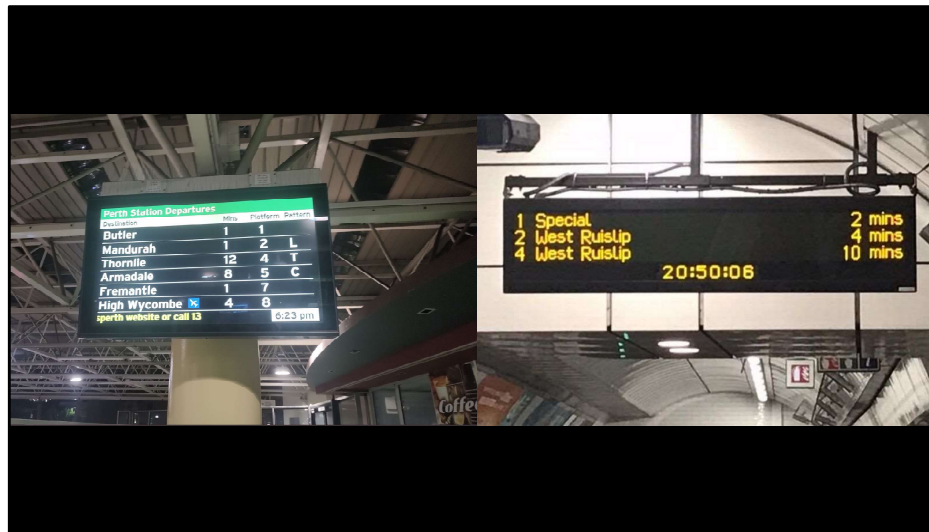 Perth Station Departures
Destination Mins Platform Pattern
Butler 1 1
Mandurah 1 2 L
Thornlie 12 4 T
Armadale 8 5 C
Fremantle 1 7
High Wycombe 4 8
sperth website or call 13 6:23 pm
Coffee
1 Special 2 mins
2 West Ruislip 4 mins
4 West Ruislip 10 mins
20:50:06